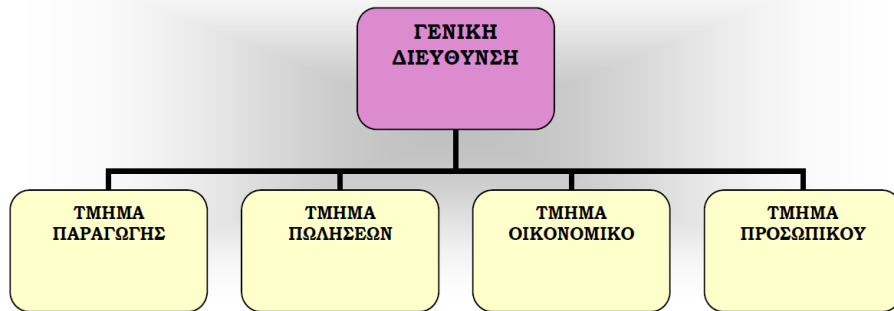 ΓΕΝΙΚΗ
ΔΙΕΥΘΥΝΣΗ
ΤΜΗΜΑ
ΠΑΡΑΓΩΓΗΣ
ΤΜΗΜΑ
ΠΩΛΗΣΕΩΝ
ΤΜΗΜΑ
ΟΙΚΟΝΟΜΙΚΟ
ΤΜΗΜΑ
ΠΡΟΣΩΠΙΚΟΥ